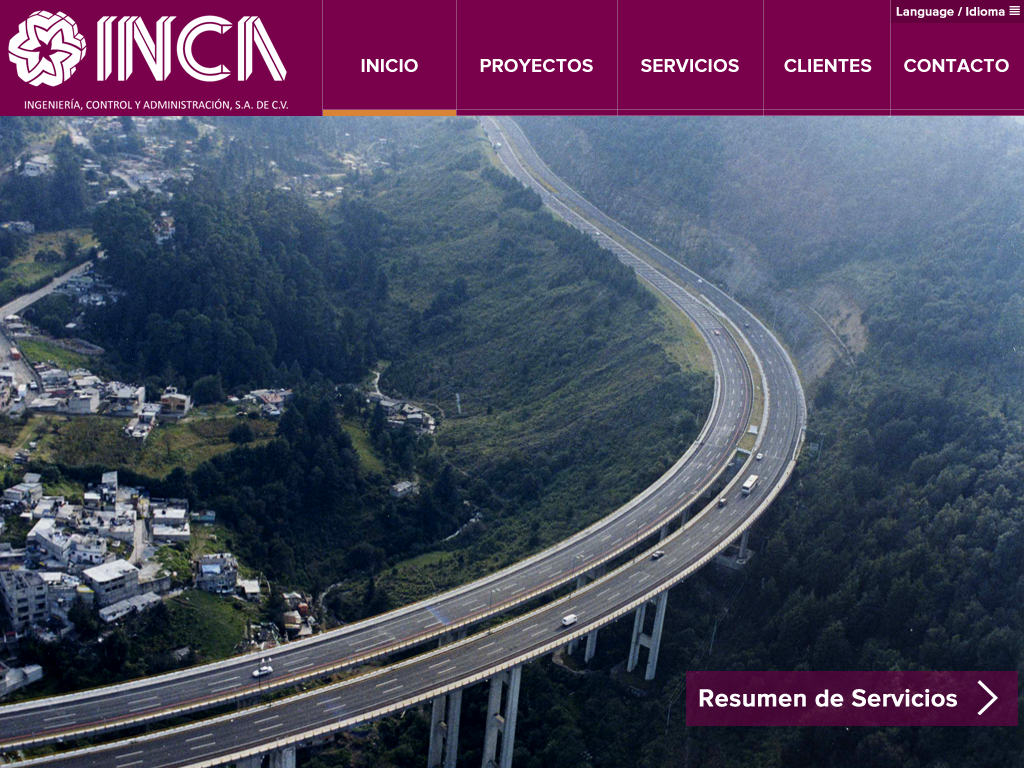 Language / Idioma
INCA
INGENIERÍA, CONTROL Y ADMINISTRACIÓN, S.A. DE C.V.
INICIO
PROYECTOS
SERVICIOS
CLIENTES
CONTACTO
Resumen de Servicios